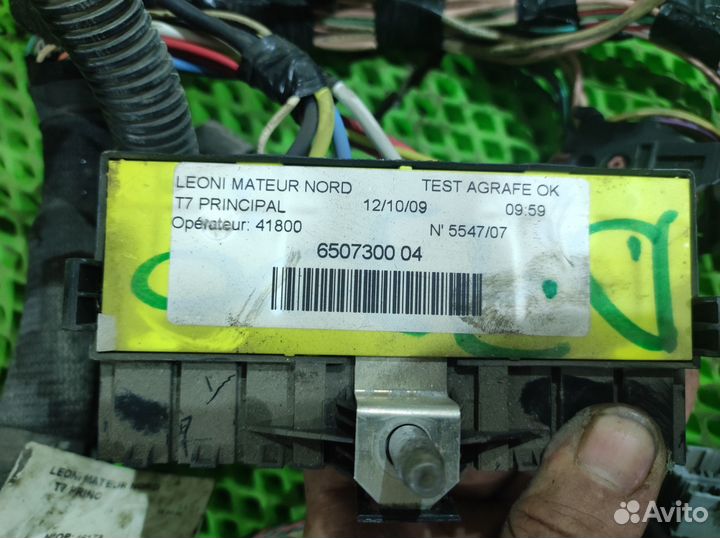 LEONI MATEUR NORD TEST AGRAFE OK
T7 PRINCIPAL 12/10/09 09:59
Opérateur: 41800 N' 5547/07
6507300 04
LEONI MATEUR NORD
T7 PRINC
Avito